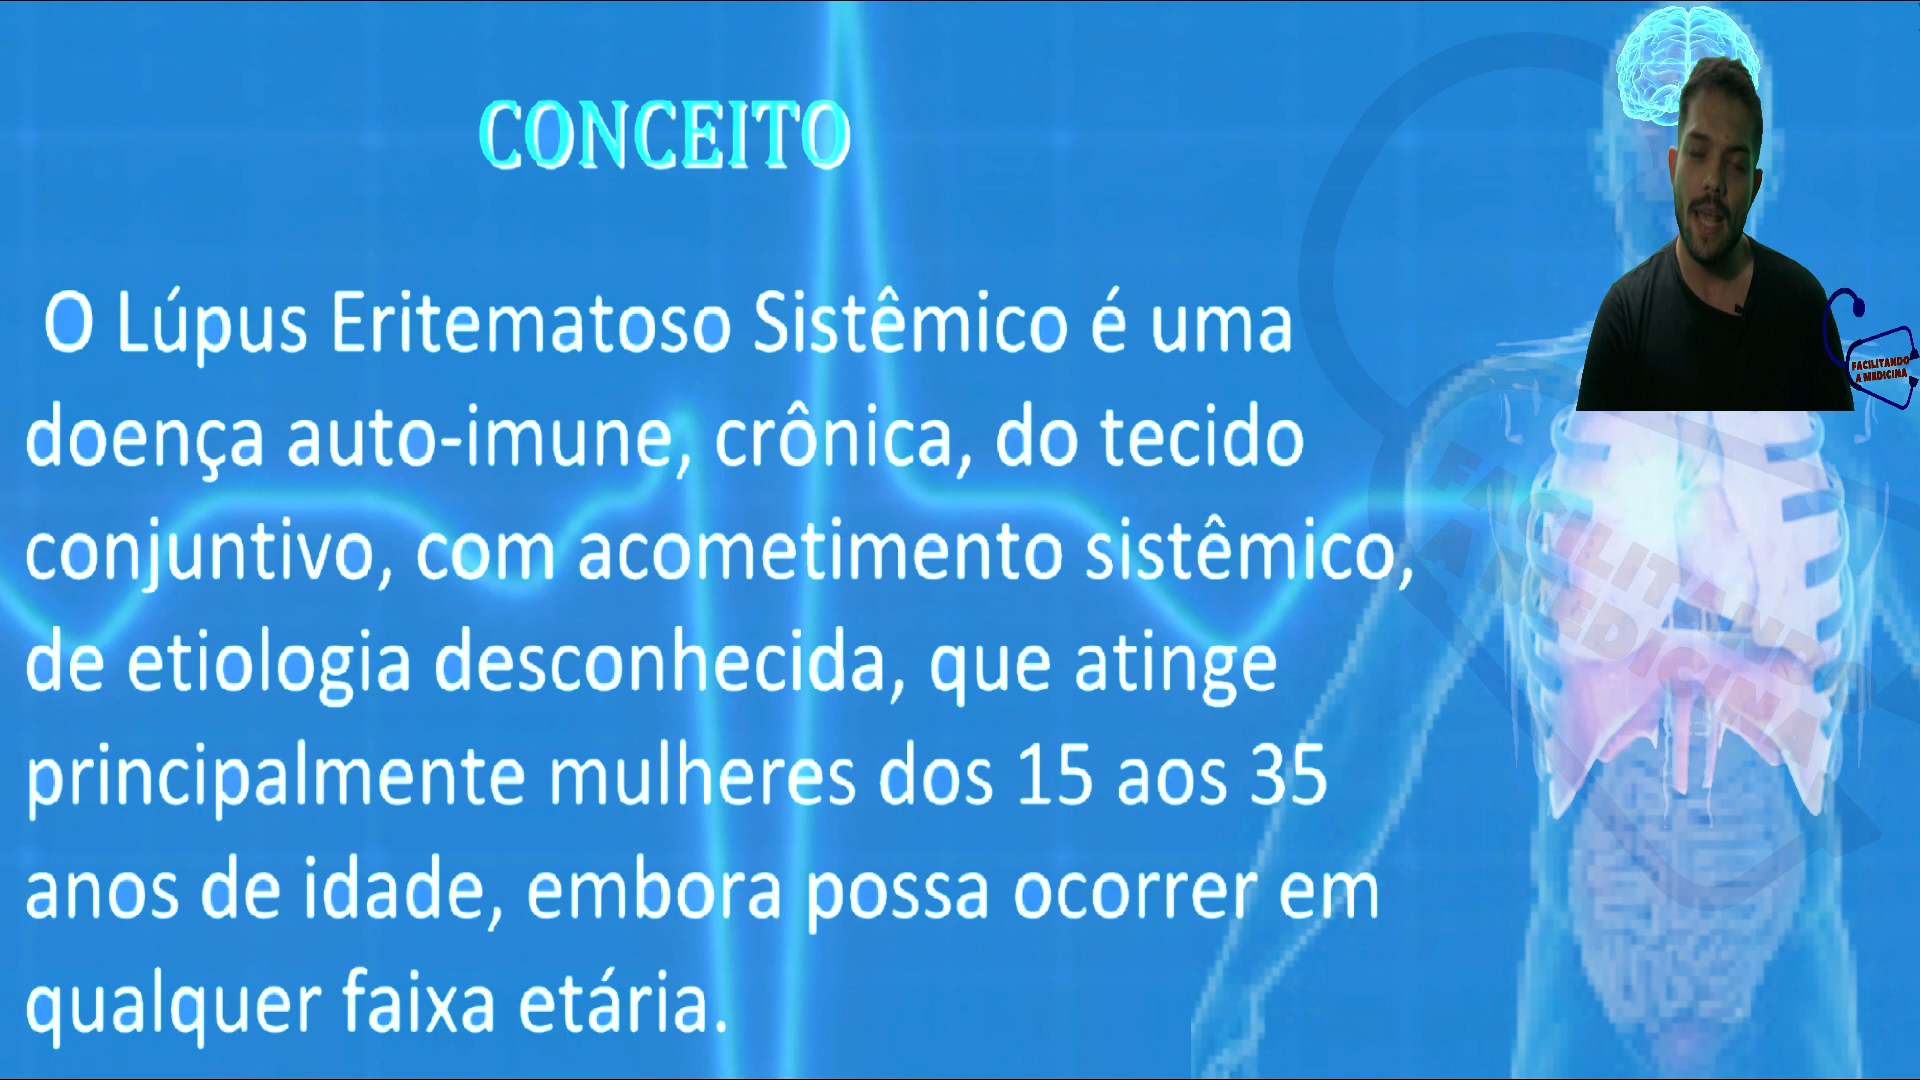 CONCEITO
O Lúpus Eritematoso Sistêmico é uma
doença auto-imune, crônica, do tecido
conjuntivo, com acometimento sistêmico,
de etiologia desconhecida, que atinge
principalmente mulheres dos 15 aos 35
anos de idade, embora possa ocorrer em
qualquer faixa etária.
FACILITANDO
A MEDICINA
FACILITANDO
A MEDICINA